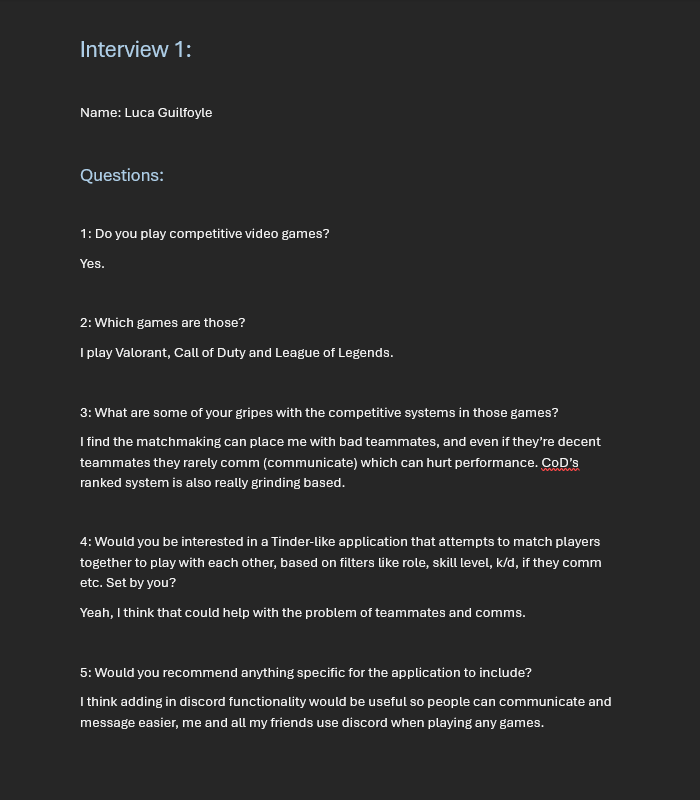 Interview 1:
Name: Luca Guilfoyle
Questions:
1: Do you play competitive video games?
Yes.
2: Which games are those?
I play Valorant, Call of Duty and League of Legends.
3: What are some of your gripes with the competitive systems in those games?
I find the matchmaking can place me with bad teammates, and even if they're decent
teammates they rarely comm (communicate) which can hurt performance. CoD's
ranked system is also really grinding based.
4: Would you be interested in a Tinder-like application that attempts to match players
together to play with each other, based on filters like role, skill level, k/d, if they comm
etc. Set by you?
Yeah, I think that could help with the problem of teammates and comms.
5: Would you recommend anything specific for the application to include?
I think adding in discord functionality would be useful so people can communicate and
message easier, me and all my friends use discord when playing any games.